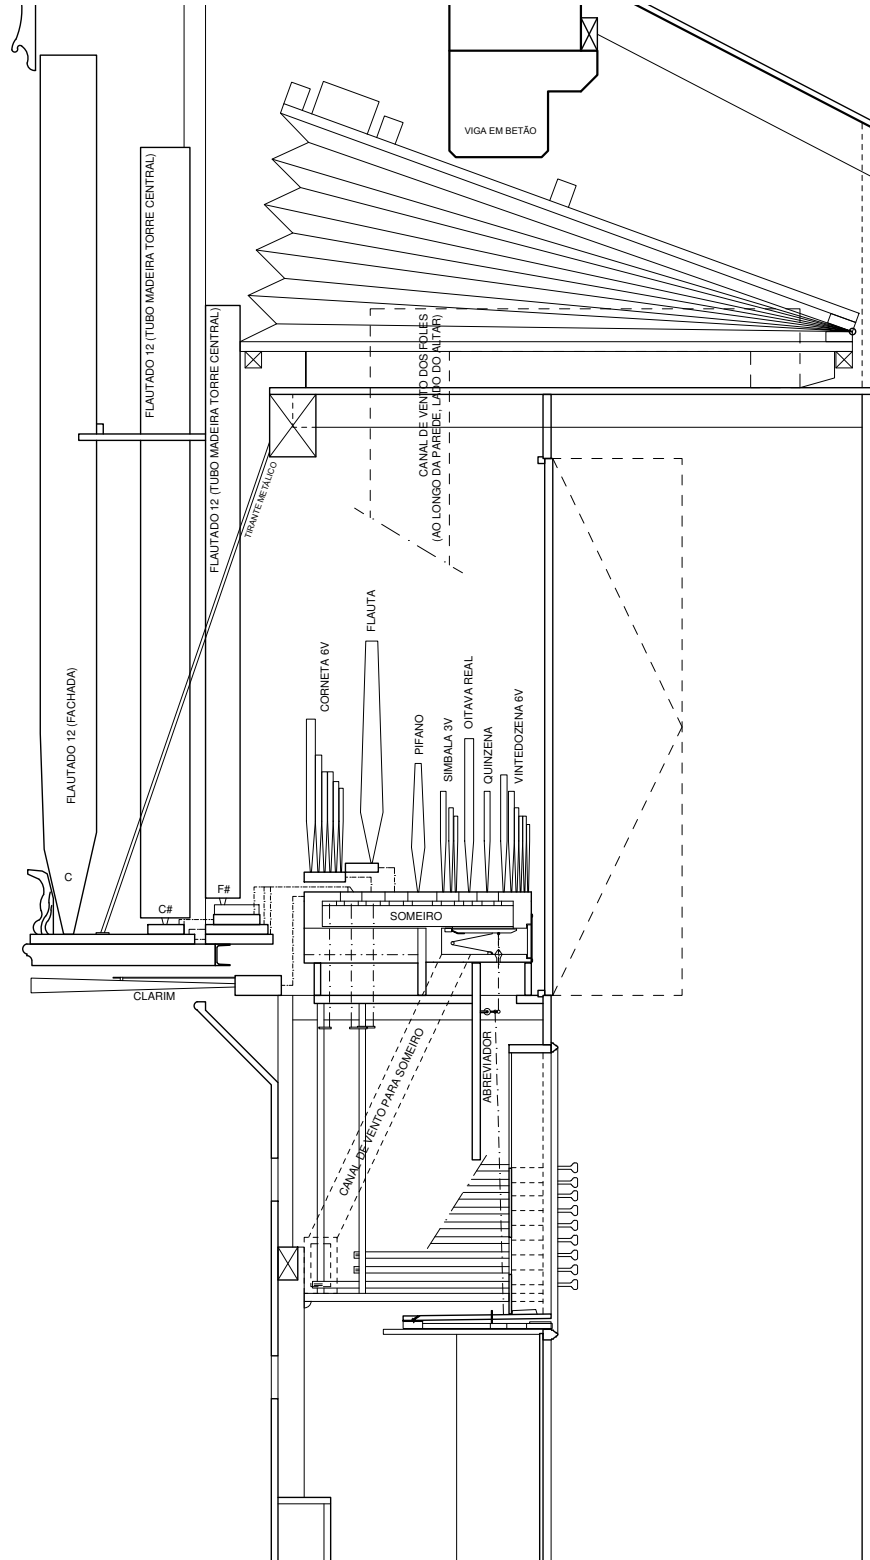 VIGA EM BETÃO
FLAUTADO 12 (TUBO MADEIRA TORRE CENTRAL)
FLAUTADO 12 (TUBO MADEIRA TORRE CENTRAL)
CANAL DE VENTO DOS FOLES
(AO LONGO DA PAREDE, LADO DO ALTAR)
TIRANTE METÁLICO
FLAUTADO 12 (FACHADA)
CORNETA 6V
FLAUTA
PIFANO
SIMBALA 3V
OITAVA REAL
QUINZENA
VINTEDOZENA 6V
C
C#
F#
SOMEIRO
CLARIM
CANAL DE VENTO PARA SOMEIRO
ABREVIADOR